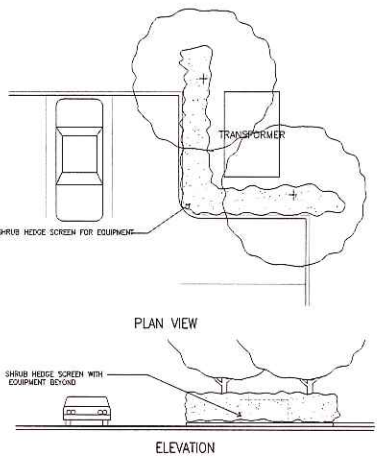 TRANSFORMER
SHRUB HEDGE SCREEN FOR EQUIPMENT
PLAN VIEW
SHRUB HEDGE SCREEN WITH
EQUIPMENT BEYOND
ELEVATION